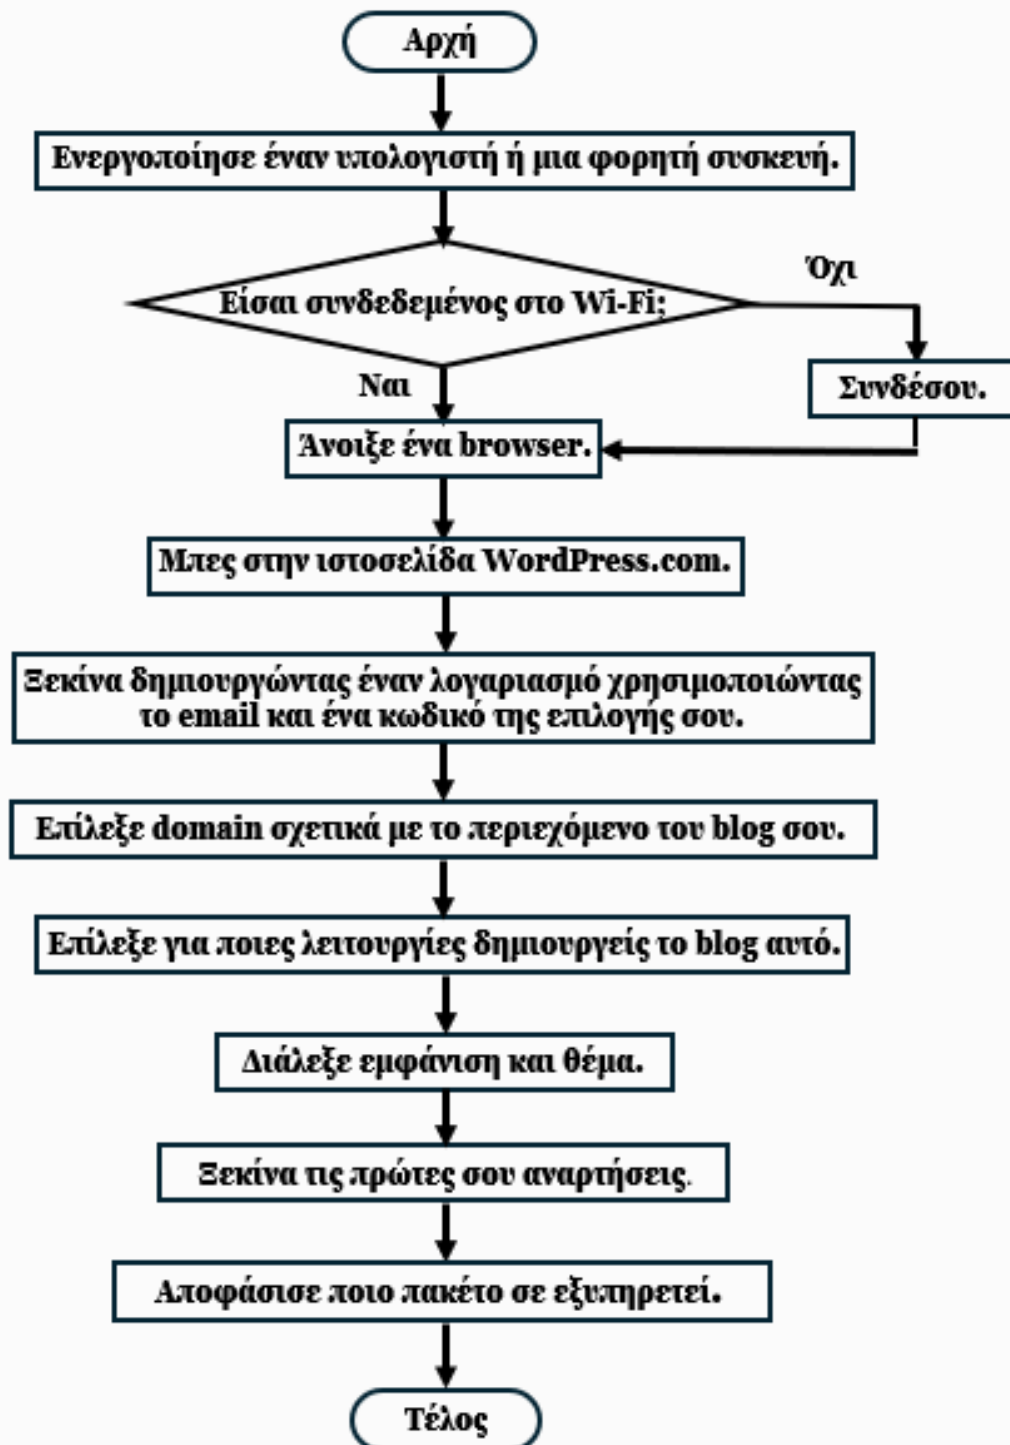 Αρχή
Ενεργοποίησε έναν υπολογιστή ή μια φορητή συσκευή.
Είσαι συνδεδεμένος στο Wi-Fi;
Όχι
Συνδέσου.
Ναι
Άνοιξε ένα browser.
Μπες στην ιστοσελίδα WordPress.com.
Ξεκίνα δημιουργώντας έναν λογαριασμό χρησιμοποιώντας
το email και ένα κωδικό της επιλογής σου.
Επίλεξε domain σχετικά με το περιεχόμενο του blog σου.
Επίλεξε για ποιες λειτουργίες δημιουργείς το blog αυτό.
Διάλεξε εμφάνιση και θέμα.
Ξεκίνα τις πρώτες σου αναρτήσεις.
Αποφάσισε ποιο πακέτο σε εξυπηρετεί.
Τέλος